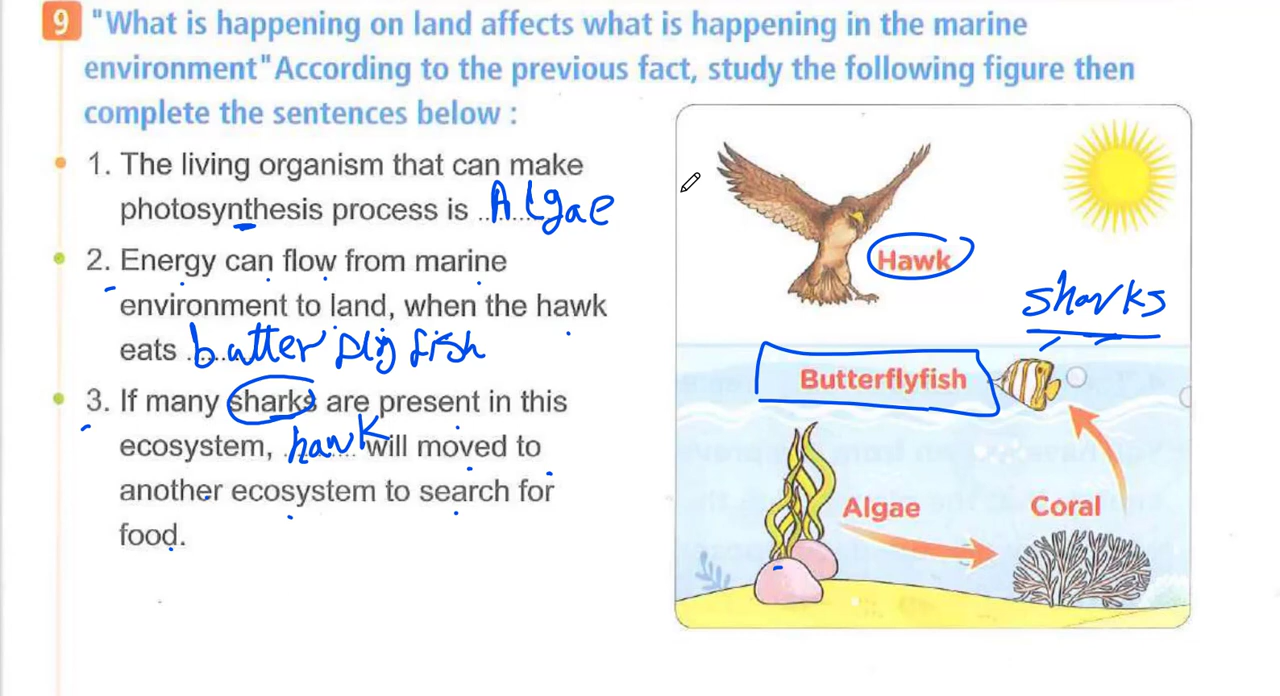 9 "What is happening on land affects what is happening in the marine
environment"According to the previous fact, study the following figure then
complete the sentences below :
1. The living organism that can make
photosynthesis process is ........ Algae
2. Energy can flow from marine
environment to land, when the hawk
eats ........ butter fish
3. If many sharks are present in this
ecosystem, ........ hawk will moved to
another ecosystem to search for
food.
Hawk
sharks
Butterflyfish
Algae
Coral